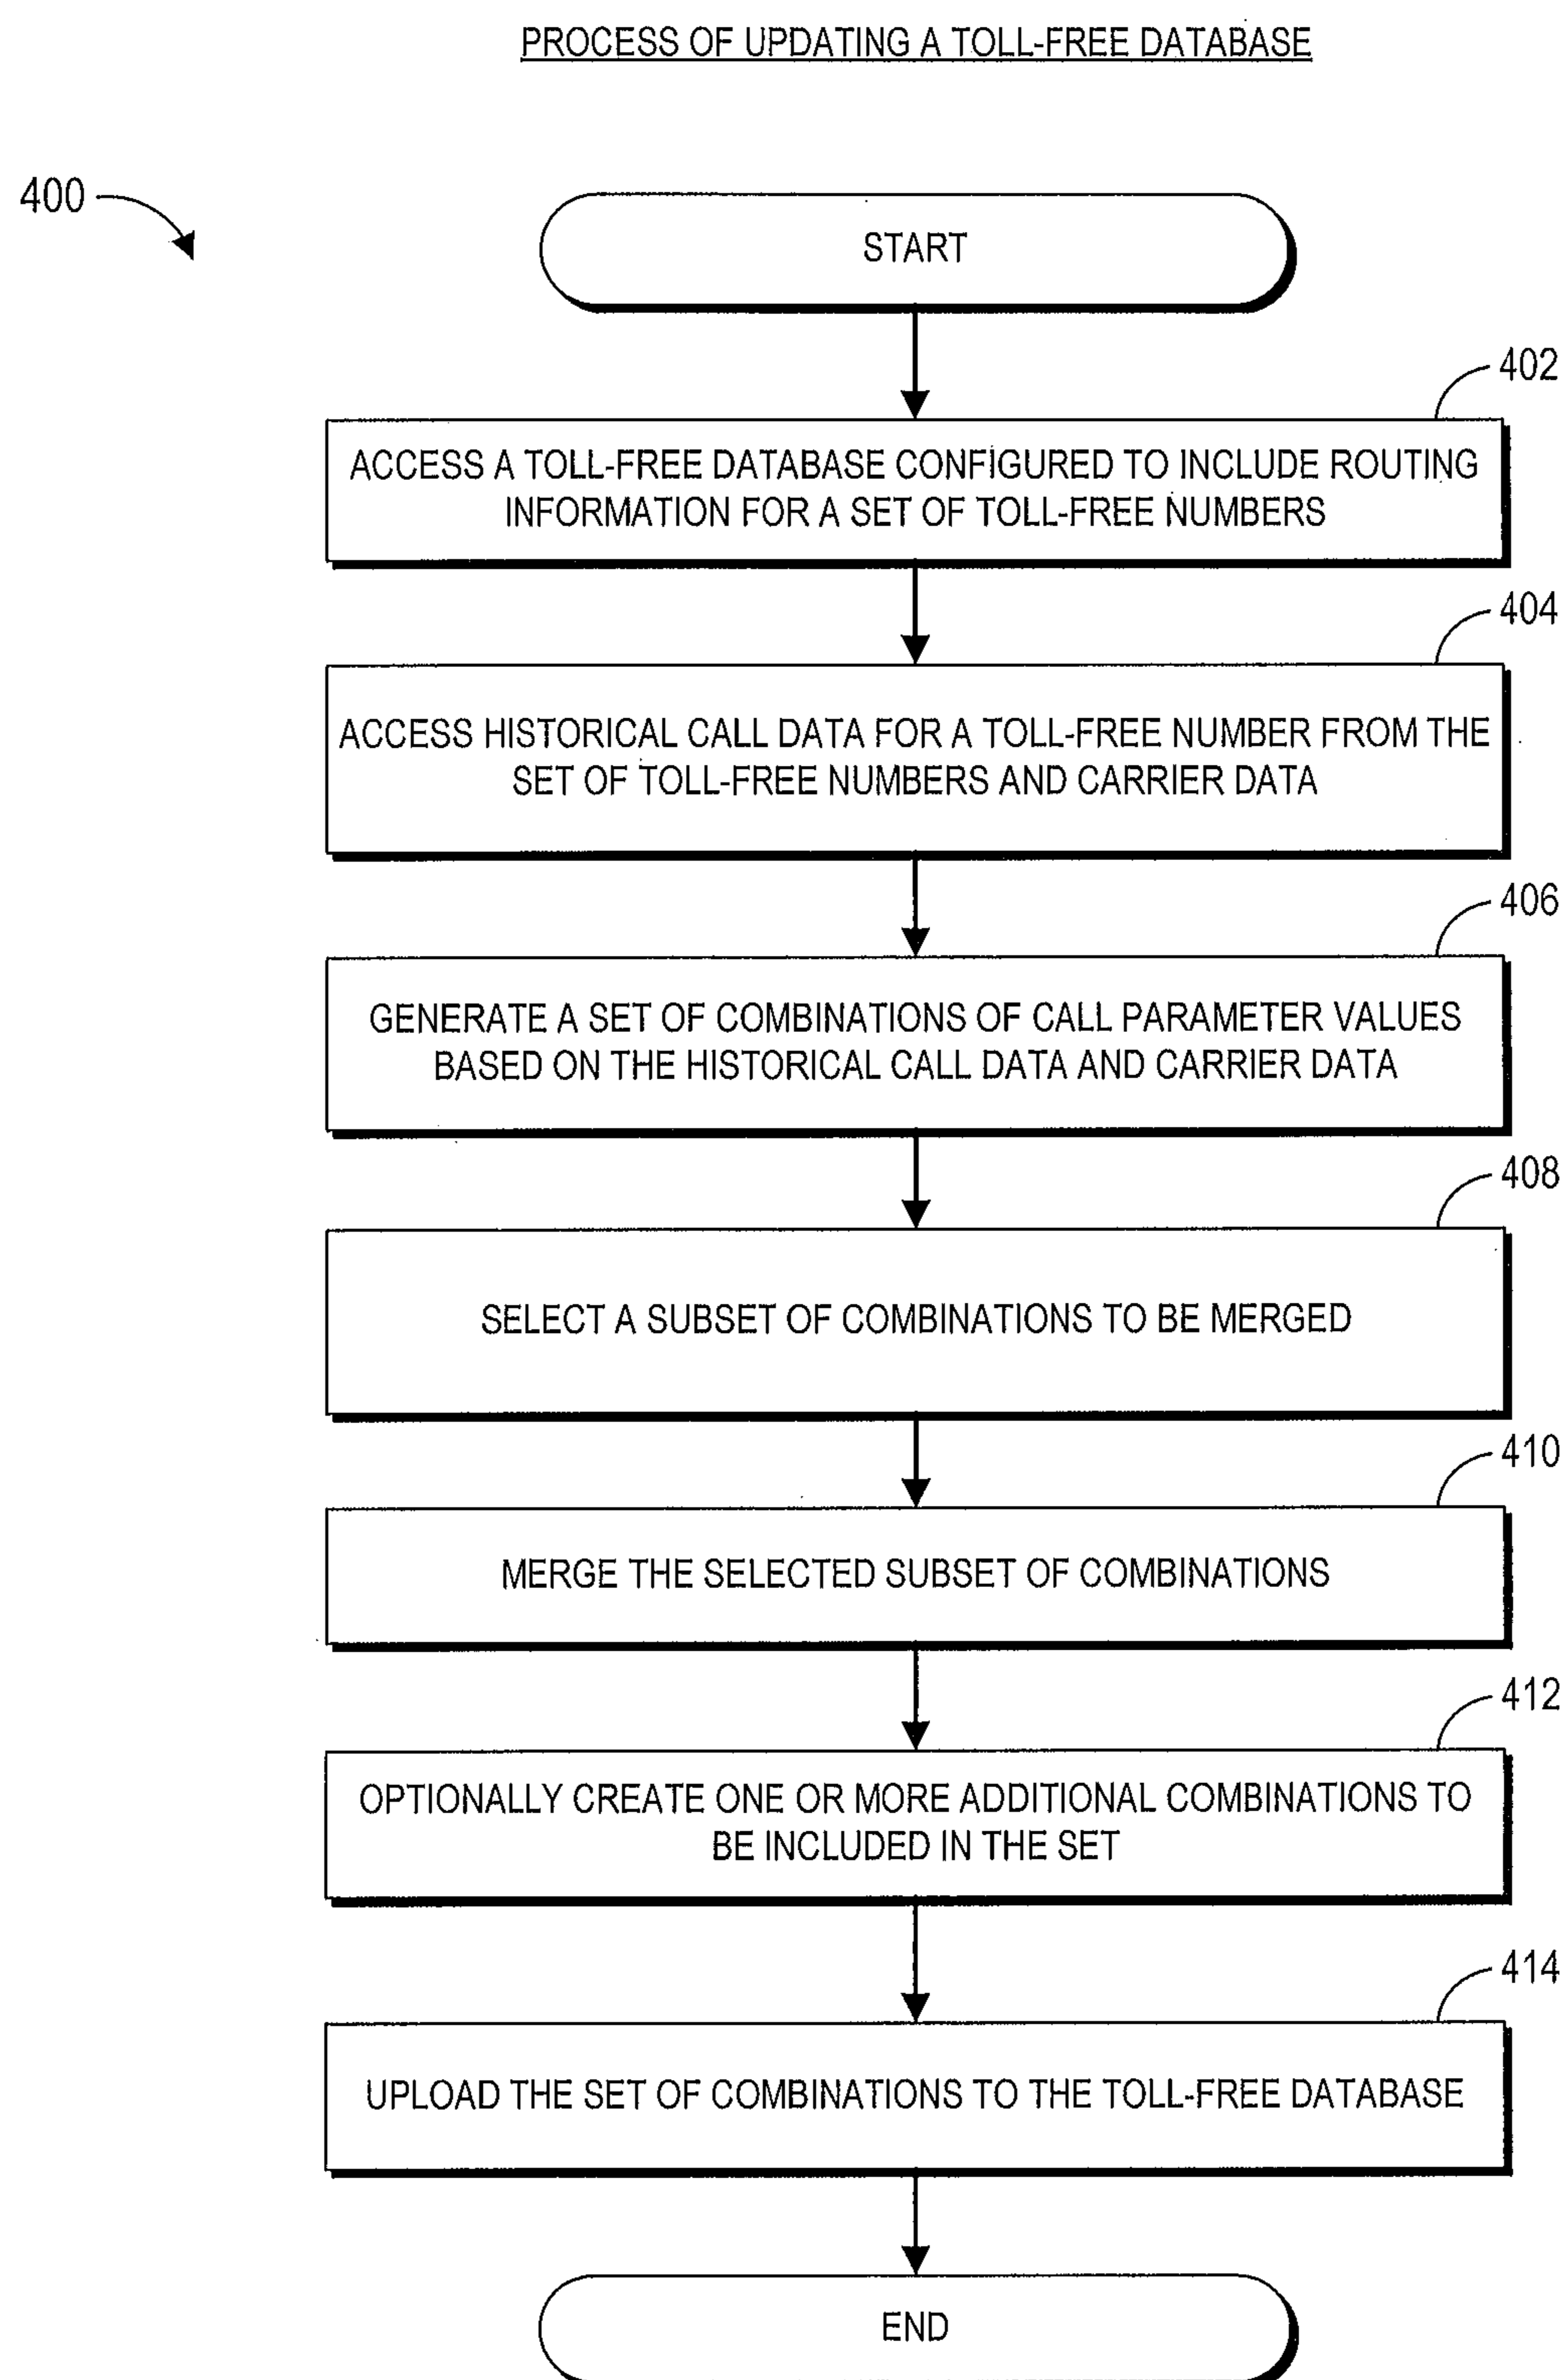 PROCESS OF UPDATING A TOLL-FREE DATABASE
400
START
402
ACCESS A TOLL-FREE DATABASE CONFIGURED TO INCLUDE ROUTING
INFORMATION FOR A SET OF TOLL-FREE NUMBERS
404
ACCESS HISTORICAL CALL DATA FOR A TOLL-FREE NUMBER FROM THE
SET OF TOLL-FREE NUMBERS AND CARRIER DATA
406
GENERATE A SET OF COMBINATIONS OF CALL PARAMETER VALUES
BASED ON THE HISTORICAL CALL DATA AND CARRIER DATA
408
SELECT A SUBSET OF COMBINATIONS TO BE MERGED
410
MERGE THE SELECTED SUBSET OF COMBINATIONS
412
OPTIONALLY CREATE ONE OR MORE ADDITIONAL COMBINATIONS TO
BE INCLUDED IN THE SET
414
UPLOAD THE SET OF COMBINATIONS TO THE TOLL-FREE DATABASE
END